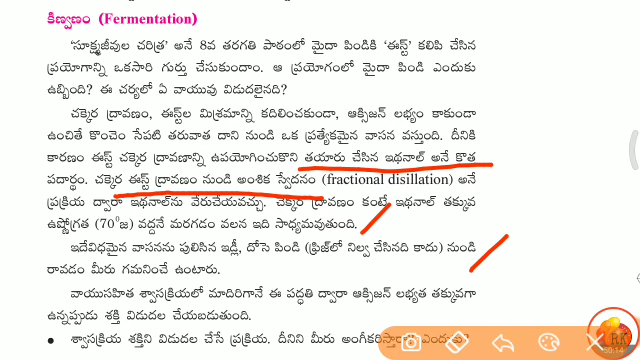 కిణ్వణం (Fermentation)
'సూక్ష్మజీవుల చరిత్ర' అనే 8వ తరగతి పాఠంలో మైదా పిండికి 'ఈస్ట్' కలిపి చేసిన
ప్రయోగాన్ని ఒకసారి గుర్తు చేసుకుందాం. ఆ ప్రయోగంలో మైదా పిండి ఎందుకు
ఉబ్బింది? ఈ చర్యలో ఏ వాయువు విడుదలైనది?
చక్కెర ద్రావణం, ఈస్ట్‌ల మిశ్రమాన్ని కదిలించకుండా, ఆక్సిజన్ లభ్యం కాకుండా
ఉంచితే కొంచెం సేపటి తరువాత దాని నుండి ఒక ప్రత్యేకమైన వాసన వస్తుంది. దీనికి
కారణం ఈస్ట్ చక్కెర ద్రావణాన్ని ఉపయోగించుకొని తయారు చేసిన ఇథనాల్ అనే కొత్త
పదార్థం. చక్కెర ఈస్ట్ ద్రావణం నుండి అంశిక స్వేదనం (fractional disillation) అనే
ప్రక్రియ ద్వారా ఇథనాల్‌ను వేరుచేయవచ్చు. చక్కెర ద్రావణం కంటే ఇథనాల్ తక్కువ
ఉష్ణోగ్రత (70⁰జ) వద్దనే మరగడం వలన ఇది సాధ్యమవుతుంది.
ఇదేవిధమైన వాసనను పులిసిన ఇడ్లీ, దోసె పిండి (ఫ్రిజ్‌లో నిల్వ చేసినది కాదు) నుండి
రావడం మీరు గమనించే ఉంటారు.
వాయుసహిత శ్వాసక్రియలో మాదిరిగానే ఈ పద్ధతి ద్వారా ఆక్సిజన్ లభ్యత తక్కువగా
ఉన్నప్పుడు శక్తి విడుదల చేయబడుతుంది.
• శ్వాసక్రియ శక్తిని విడుదల చేసే ప్రక్రియ. దీనిని మీరు అంగీకరిస్తారా? ఎందుకు?